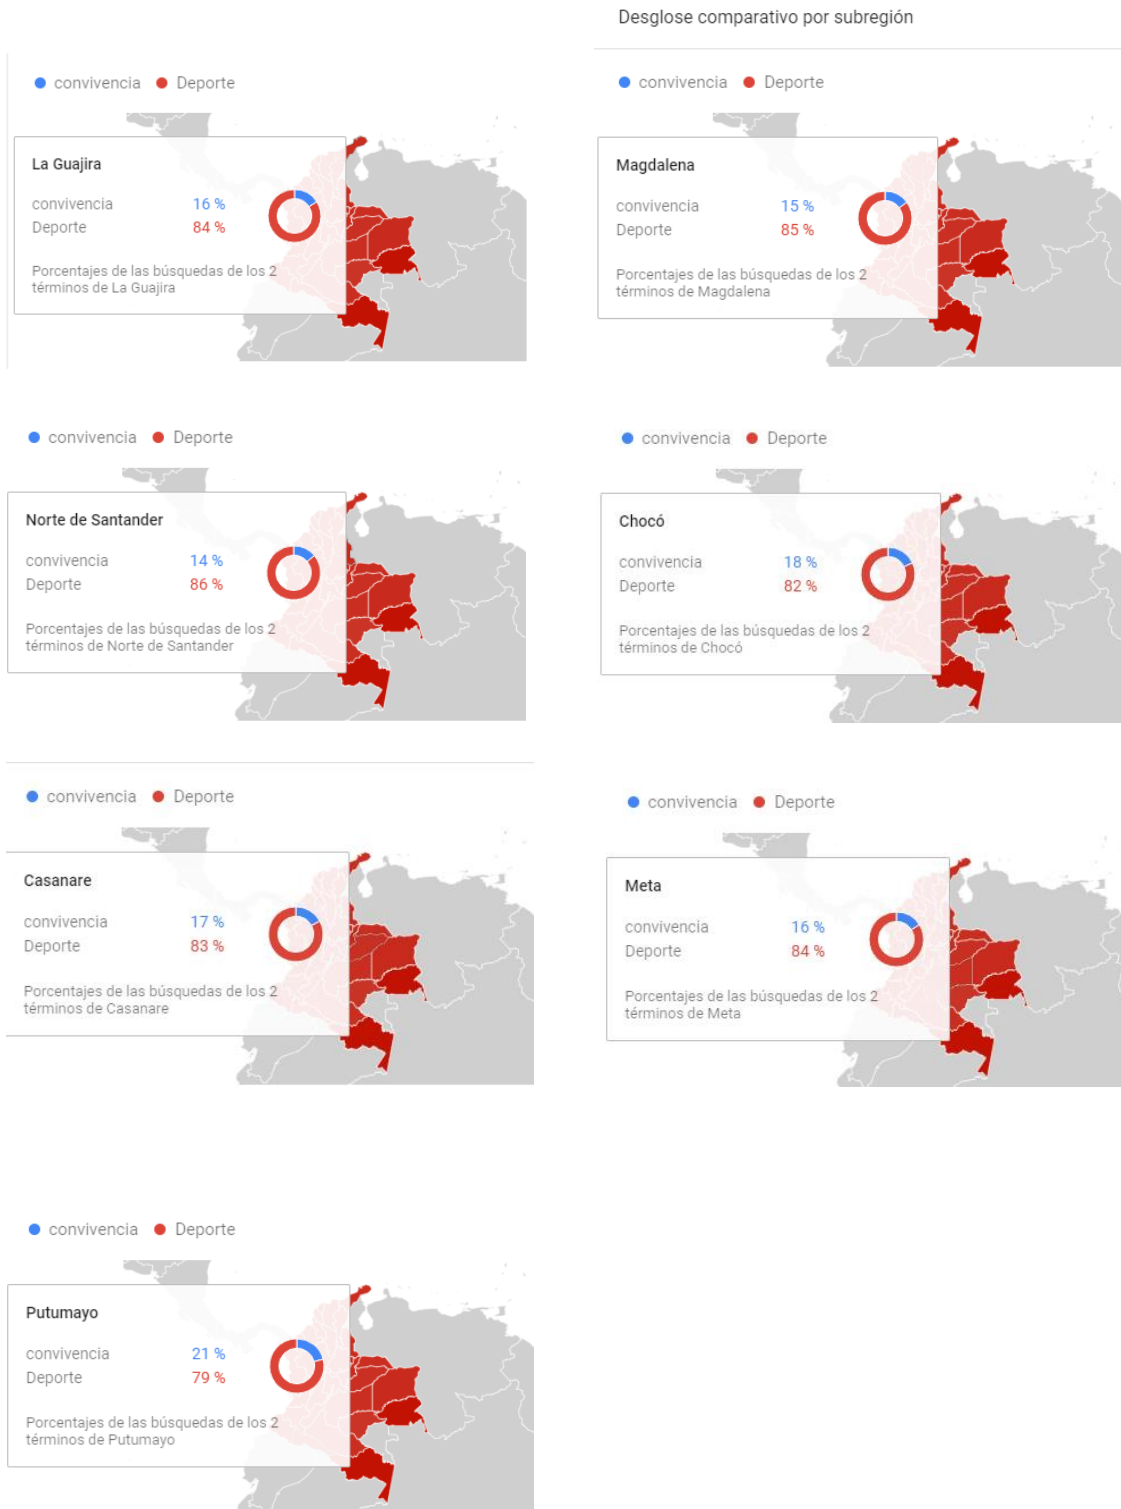 Desglose comparativo por subregión
convivencia Deporte
La Guajira
convivencia 16 %
Deporte 84 %
Porcentajes de las búsquedas de los 2
términos de La Guajira
convivencia Deporte
Magdalena
convivencia 15 %
Deporte 85 %
Porcentajes de las búsquedas de los 2
términos de Magdalena
convivencia Deporte
Norte de Santander
convivencia 14 %
Deporte 86 %
Porcentajes de las búsquedas de los 2
términos de Norte de Santander
convivencia Deporte
Chocó
convivencia 18 %
Deporte 82 %
Porcentajes de las búsquedas de los 2
términos de Chocó
convivencia Deporte
Casanare
convivencia 17 %
Deporte 83 %
Porcentajes de las búsquedas de los 2
términos de Casanare
convivencia Deporte
Meta
convivencia 16 %
Deporte 84 %
Porcentajes de las búsquedas de los 2
términos de Meta
convivencia Deporte
Putumayo
convivencia 21 %
Deporte 79 %
Porcentajes de las búsquedas de los 2
términos de Putumayo